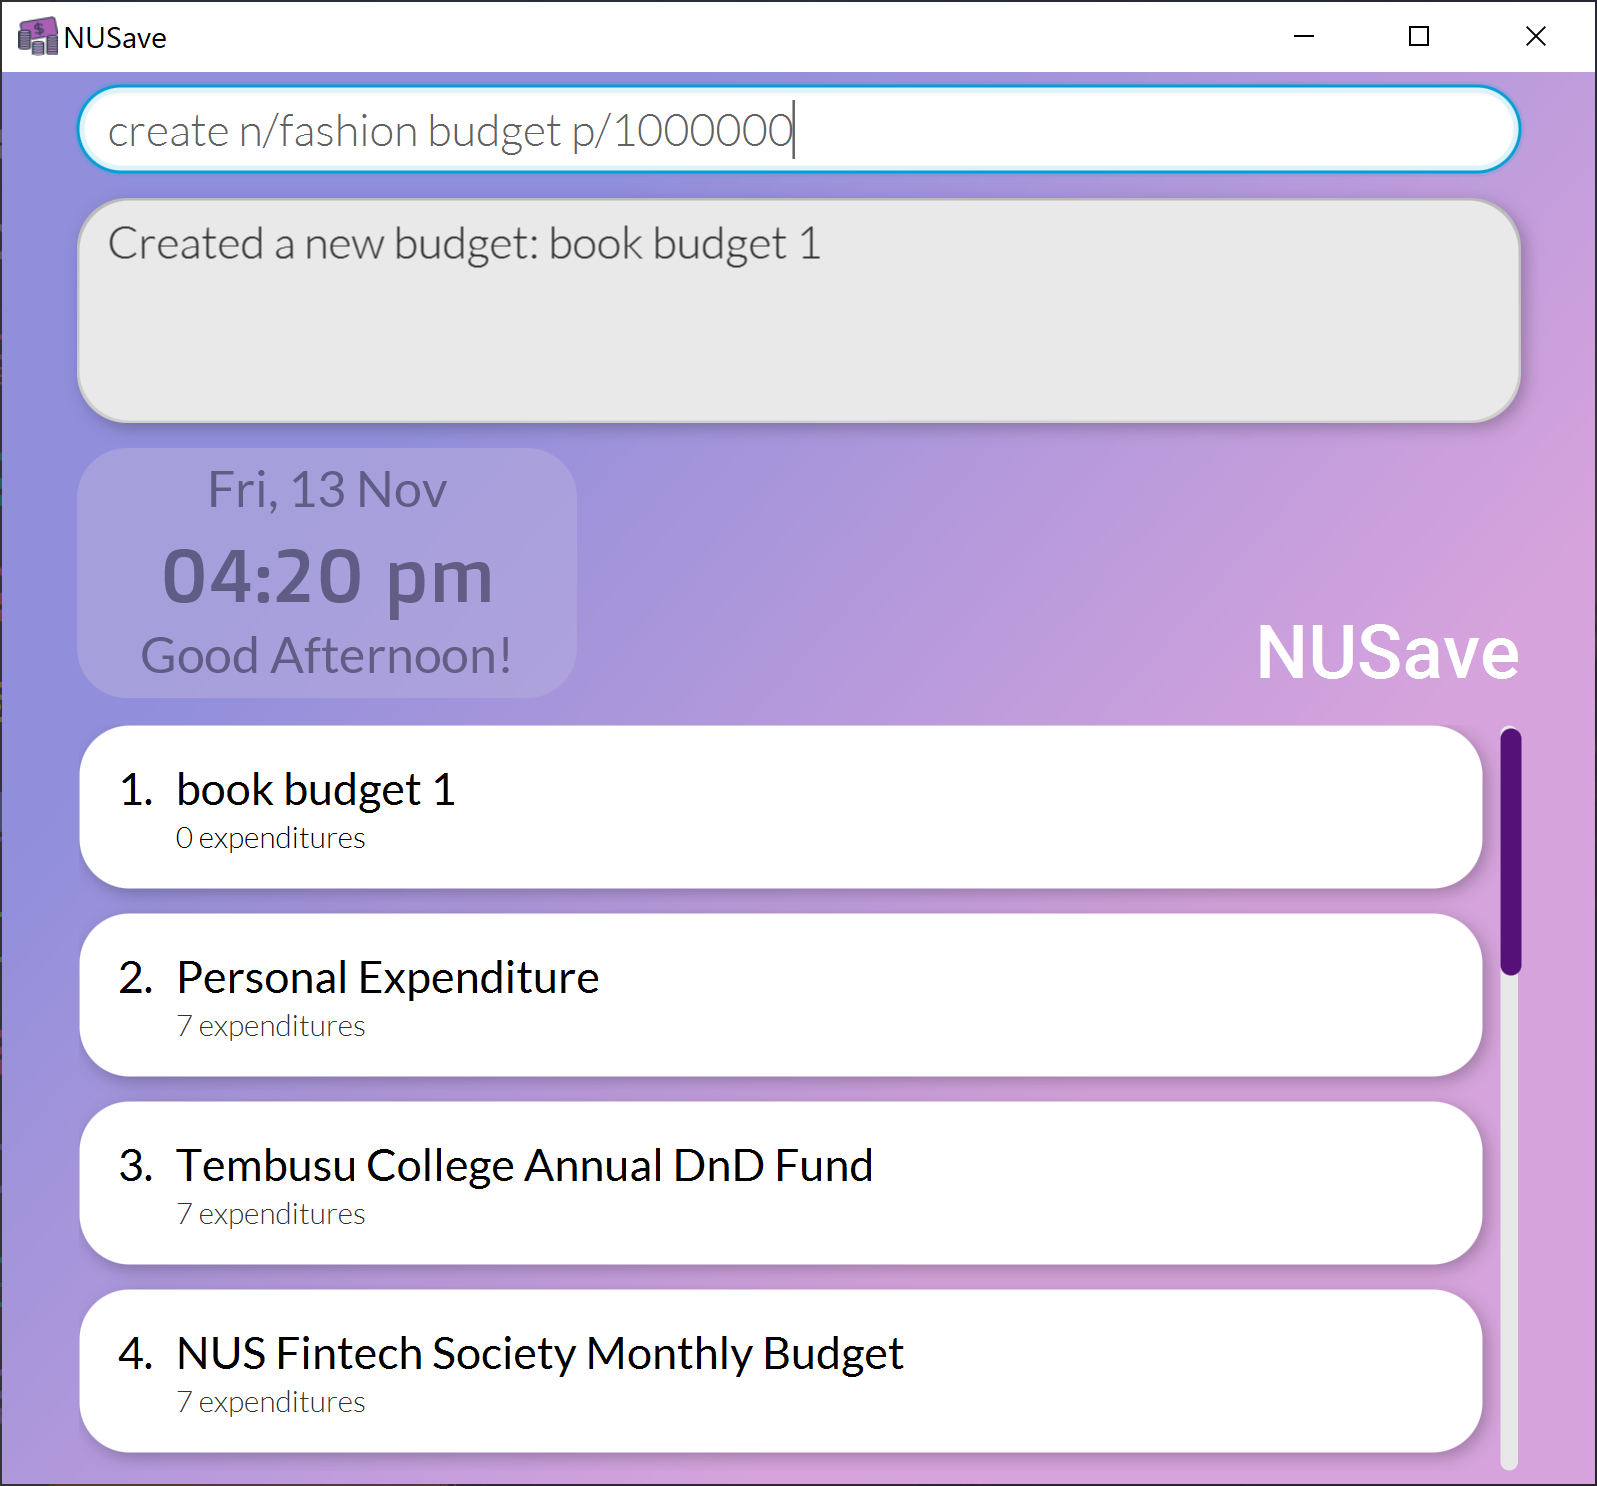 NUSave
create n/fashion budget p/1000000
Created a new budget: book budget 1
Fri, 13 Nov
04:20 pm
Good Afternoon!
NUSave
1. book budget 1
0 expenditures
2. Personal Expenditure
7 expenditures
3. Tembusu College Annual DnD Fund
7 expenditures
4. NUS Fintech Society Monthly Budget
7 expenditures